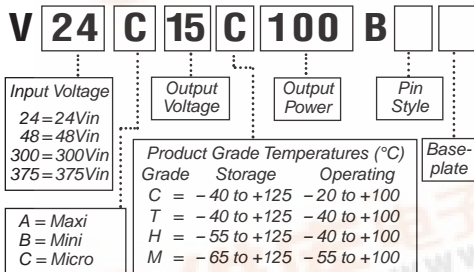 V 24 C 15 C 100 B
Input Voltage
24 = 24Vin
48 = 48Vin
300 = 300Vin
375 = 375Vin
Output
Voltage
Output
Power
Pin
Style
Base-
plate
A = Maxi
B = Mini
C = Micro
Product Grade Temperatures (°C)
Grade Storage Operating
C = – 40 to +125 – 20 to +100
T = – 40 to +125 – 40 to +100
H = – 55 to +125 – 40 to +100
M = – 65 to +125 – 55 to +100